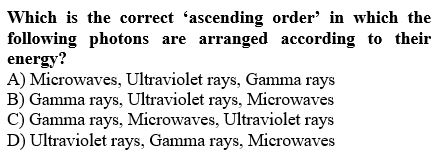 Which is the correct ‘ascending order’ in which the
following photons are arranged according to their
energy?
A) Microwaves, Ultraviolet rays, Gamma rays
B) Gamma rays, Ultraviolet rays, Microwaves
C) Gamma rays, Microwaves, Ultraviolet rays
D) Ultraviolet rays, Gamma rays, Microwaves